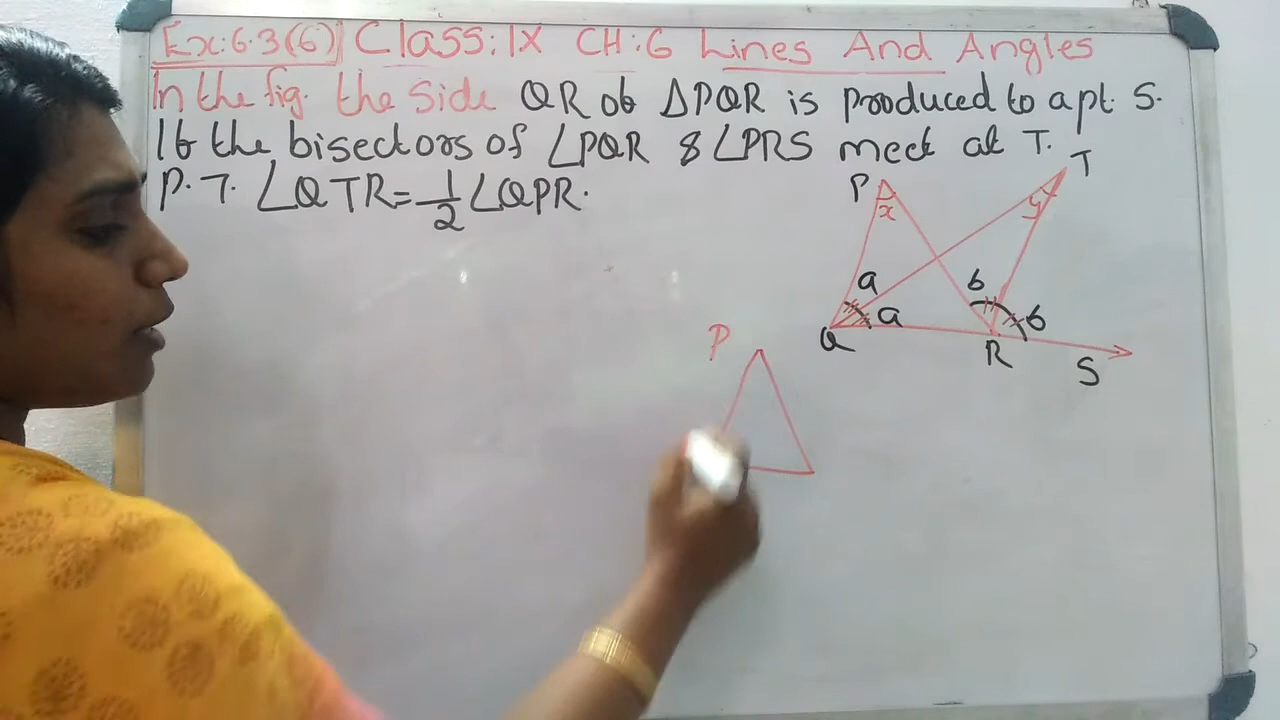 Ex:6.3(6) Class:IX CH:6 Lines And Angles
In the fig. the side QR of ΔPQR is produced to a pt. S.
If the bisectors of ∠PQR & ∠PRS meet at T.
P.T. ∠QTR=1/2∠QPR.
P
T
x
y
a
a
b
b
Q
R
S
P